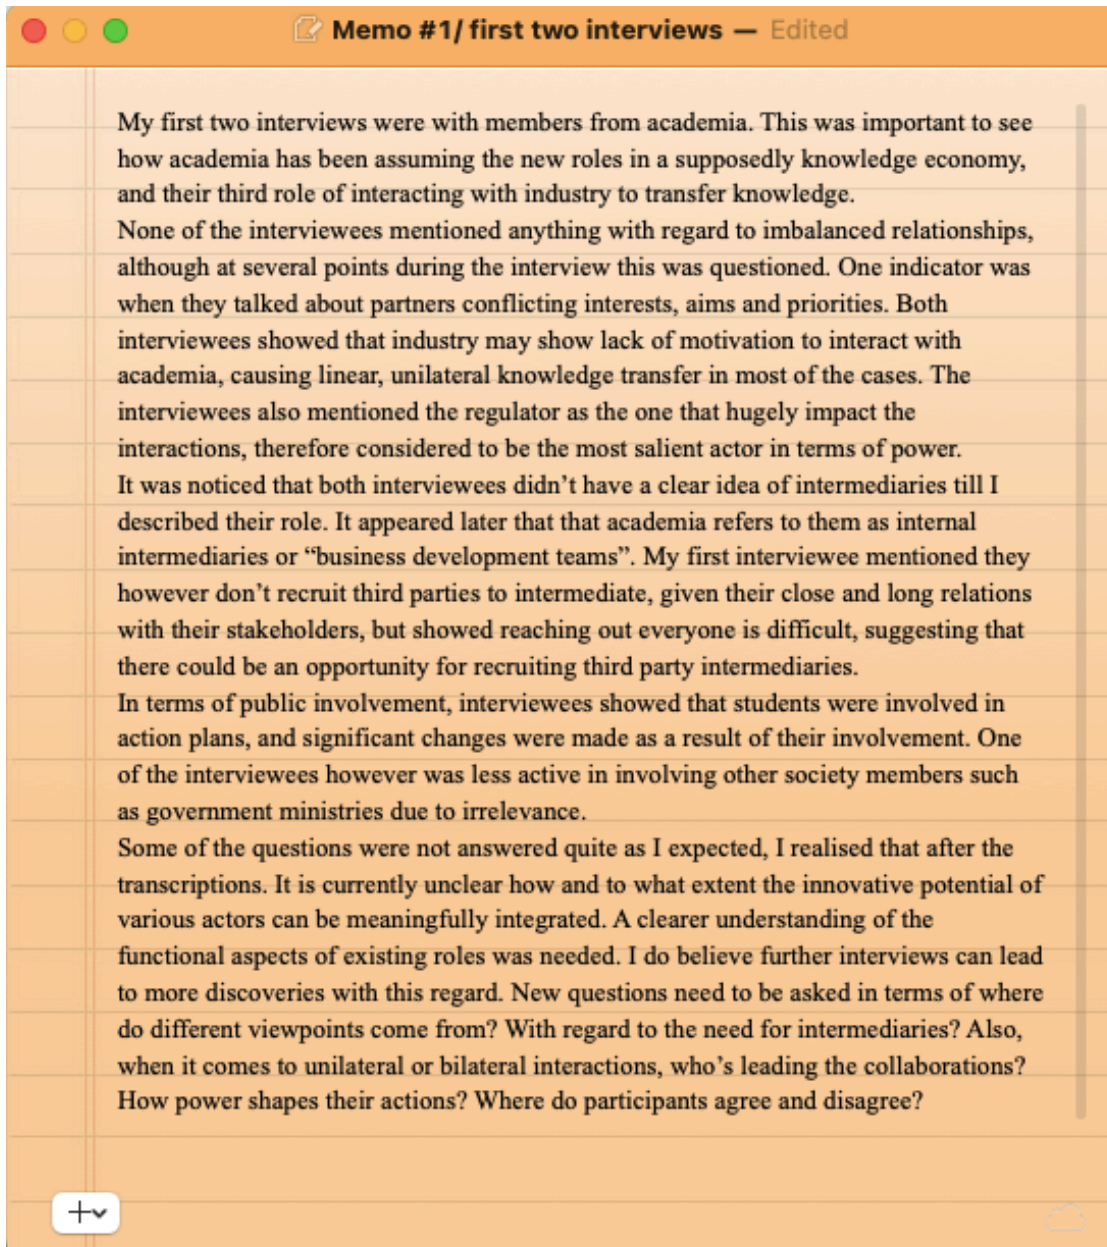 Memo #1/ first two interviews — Edited
My first two interviews were with members from academia. This was important to see
how academia has been assuming the new roles in a supposedly knowledge economy,
and their third role of interacting with industry to transfer knowledge.
None of the interviewees mentioned anything with regard to imbalanced relationships,
although at several points during the interview this was questioned. One indicator was
when they talked about partners conflicting interests, aims and priorities. Both
interviewees showed that industry may show lack of motivation to interact with
academia, causing linear, unilateral knowledge transfer in most of the cases. The
interviewees also mentioned the regulator as the one that hugely impact the
interactions, therefore considered to be the most salient actor in terms of power.
It was noticed that both interviewees didn’t have a clear idea of intermediaries till I
described their role. It appeared later that that academia refers to them as internal
intermediaries or “business development teams”. My first interviewee mentioned they
however don’t recruit third parties to intermediate, given their close and long relations
with their stakeholders, but showed reaching out everyone is difficult, suggesting that
there could be an opportunity for recruiting third party intermediaries.
In terms of public involvement, interviewees showed that students were involved in
action plans, and significant changes were made as a result of their involvement. One
of the interviewees however was less active in involving other society members such
as government ministries due to irrelevance.
Some of the questions were not answered quite as I expected, I realised that after the
transcriptions. It is currently unclear how and to what extent the innovative potential of
various actors can be meaningfully integrated. A clearer understanding of the
functional aspects of existing roles was needed. I do believe further interviews can lead
to more discoveries with this regard. New questions need to be asked in terms of where
do different viewpoints come from? With regard to the need for intermediaries? Also,
when it comes to unilateral or bilateral interactions, who’s leading the collaborations?
How power shapes their actions? Where do participants agree and disagree?